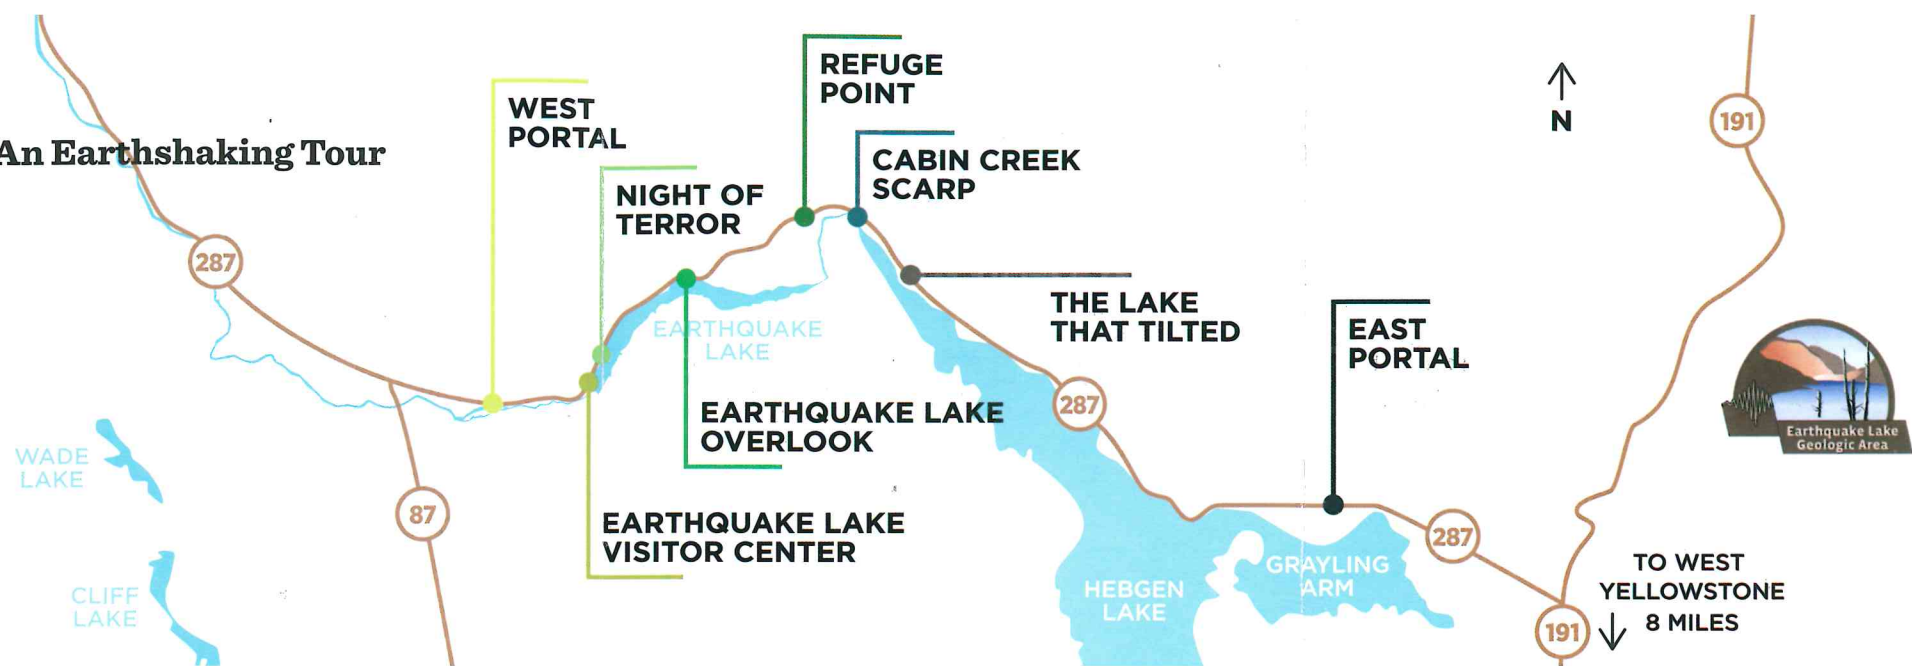 An Earthshaking Tour
WEST
PORTAL
NIGHT OF
TERROR
REFUGE
POINT
CABIN CREEK
SCARP
THE LAKE
THAT TILTED
EAST
PORTAL
N
191
287
EARTHQUAKE
LAKE
EARTHQUAKE LAKE
OVERLOOK
287
Earthquake Lake
Geologic Area
WADE
LAKE
87
EARTHQUAKE LAKE
VISITOR CENTER
287
GRAYLING
ARM
HEBGEN
LAKE
CLIFF
LAKE
TO WEST
YELLOWSTONE
8 MILES
191